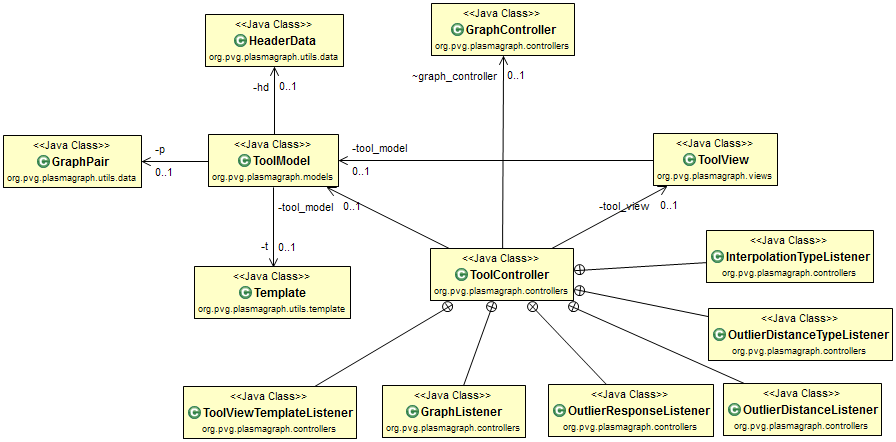 <<Java Class>>
HeaderData
org.pvg.plasmagraph.utils.data
<<Java Class>>
GraphController
org.pvg.plasmagraph.controllers
-hd
0..1
~graph_controller
0..1
<<Java Class>>
GraphPair
org.pvg.plasmagraph.utils.data
-p
0..1
<<Java Class>>
ToolModel
org.pvg.plasmagraph.models
-tool_model
0..1
<<Java Class>>
ToolView
org.pvg.plasmagraph.views
-tool_model
0..1
-tool_view
0..1
-t
0..1
<<Java Class>>
Template
org.pvg.plasmagraph.utils.template
<<Java Class>>
ToolController
org.pvg.plasmagraph.controllers
<<Java Class>>
InterpolationTypeListener
org.pvg.plasmagraph.controllers
<<Java Class>>
OutlierDistanceTypeListener
org.pvg.plasmagraph.controllers
<<Java Class>>
ToolViewTemplateListener
org.pvg.plasmagraph.controllers
<<Java Class>>
GraphListener
org.pvg.plasmagraph.controllers
<<Java Class>>
OutlierResponseListener
org.pvg.plasmagraph.controllers
<<Java Class>>
OutlierDistanceListener
org.pvg.plasmagraph.controllers